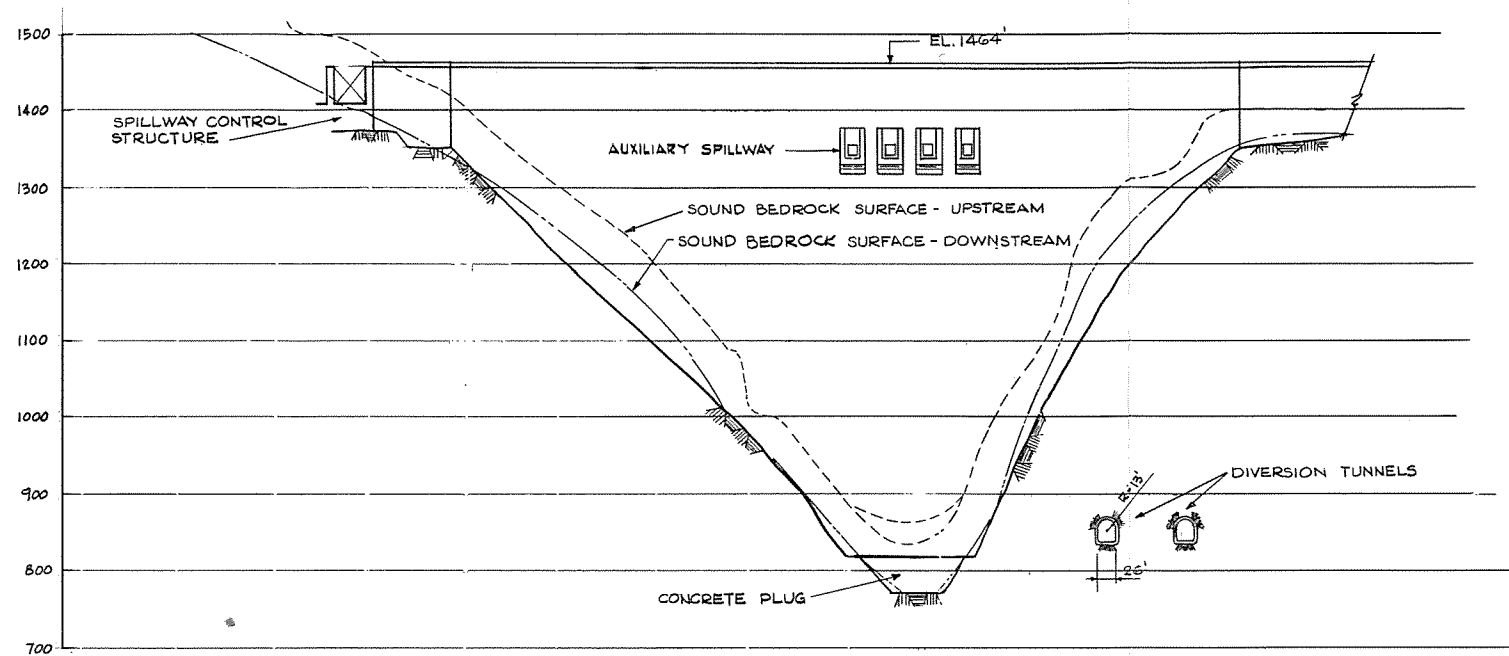 1500
EL. 1464'
1400
SPILLWAY CONTROL
STRUCTURE
AUXILIARY SPILLWAY
1300
SOUND BEDROCK SURFACE - UPSTREAM
SOUND BEDROCK SURFACE - DOWNSTREAM
1200
1100
1000
900
R-13'
DIVERSION TUNNELS
800
26'
CONCRETE PLUG
700